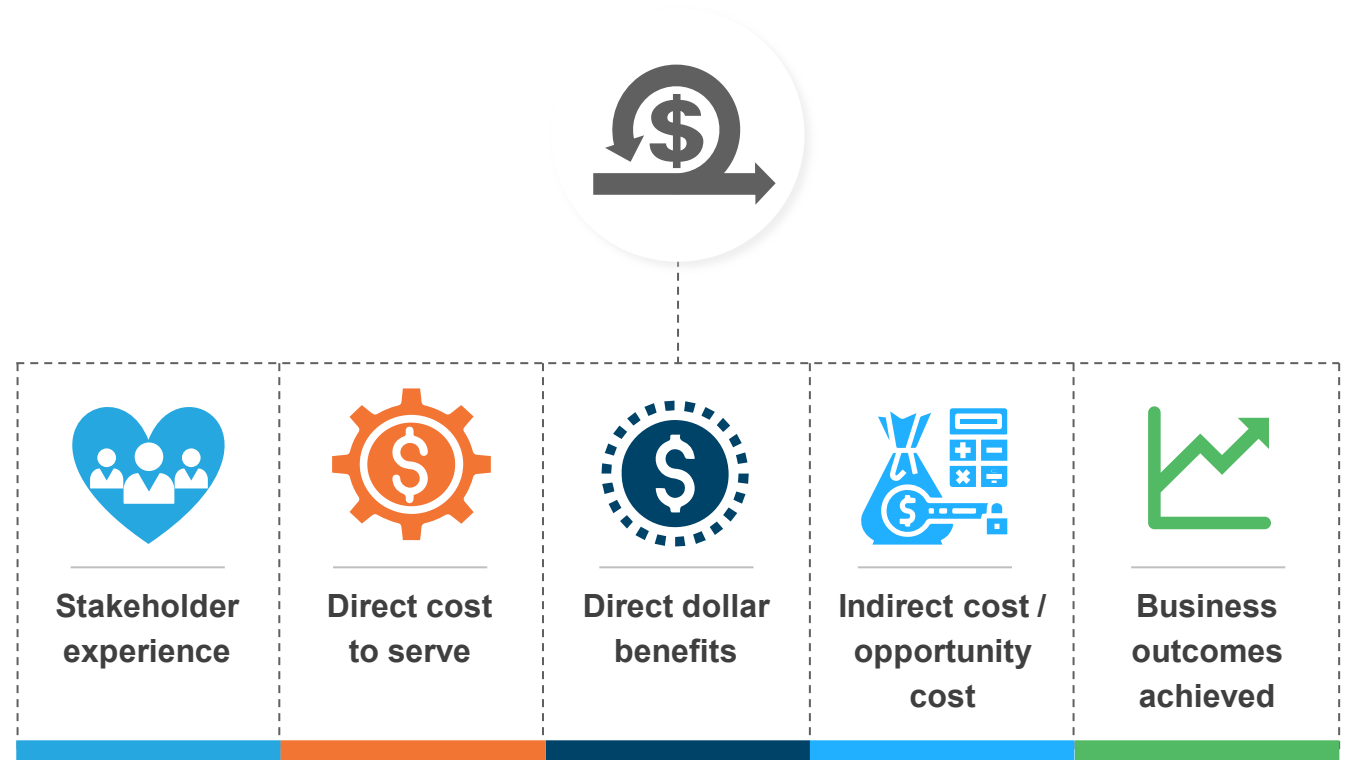 Stakeholder
experience
Direct cost
to serve
Direct dollar
benefits
Indirect cost /
opportunity
cost
Business
outcomes
achieved